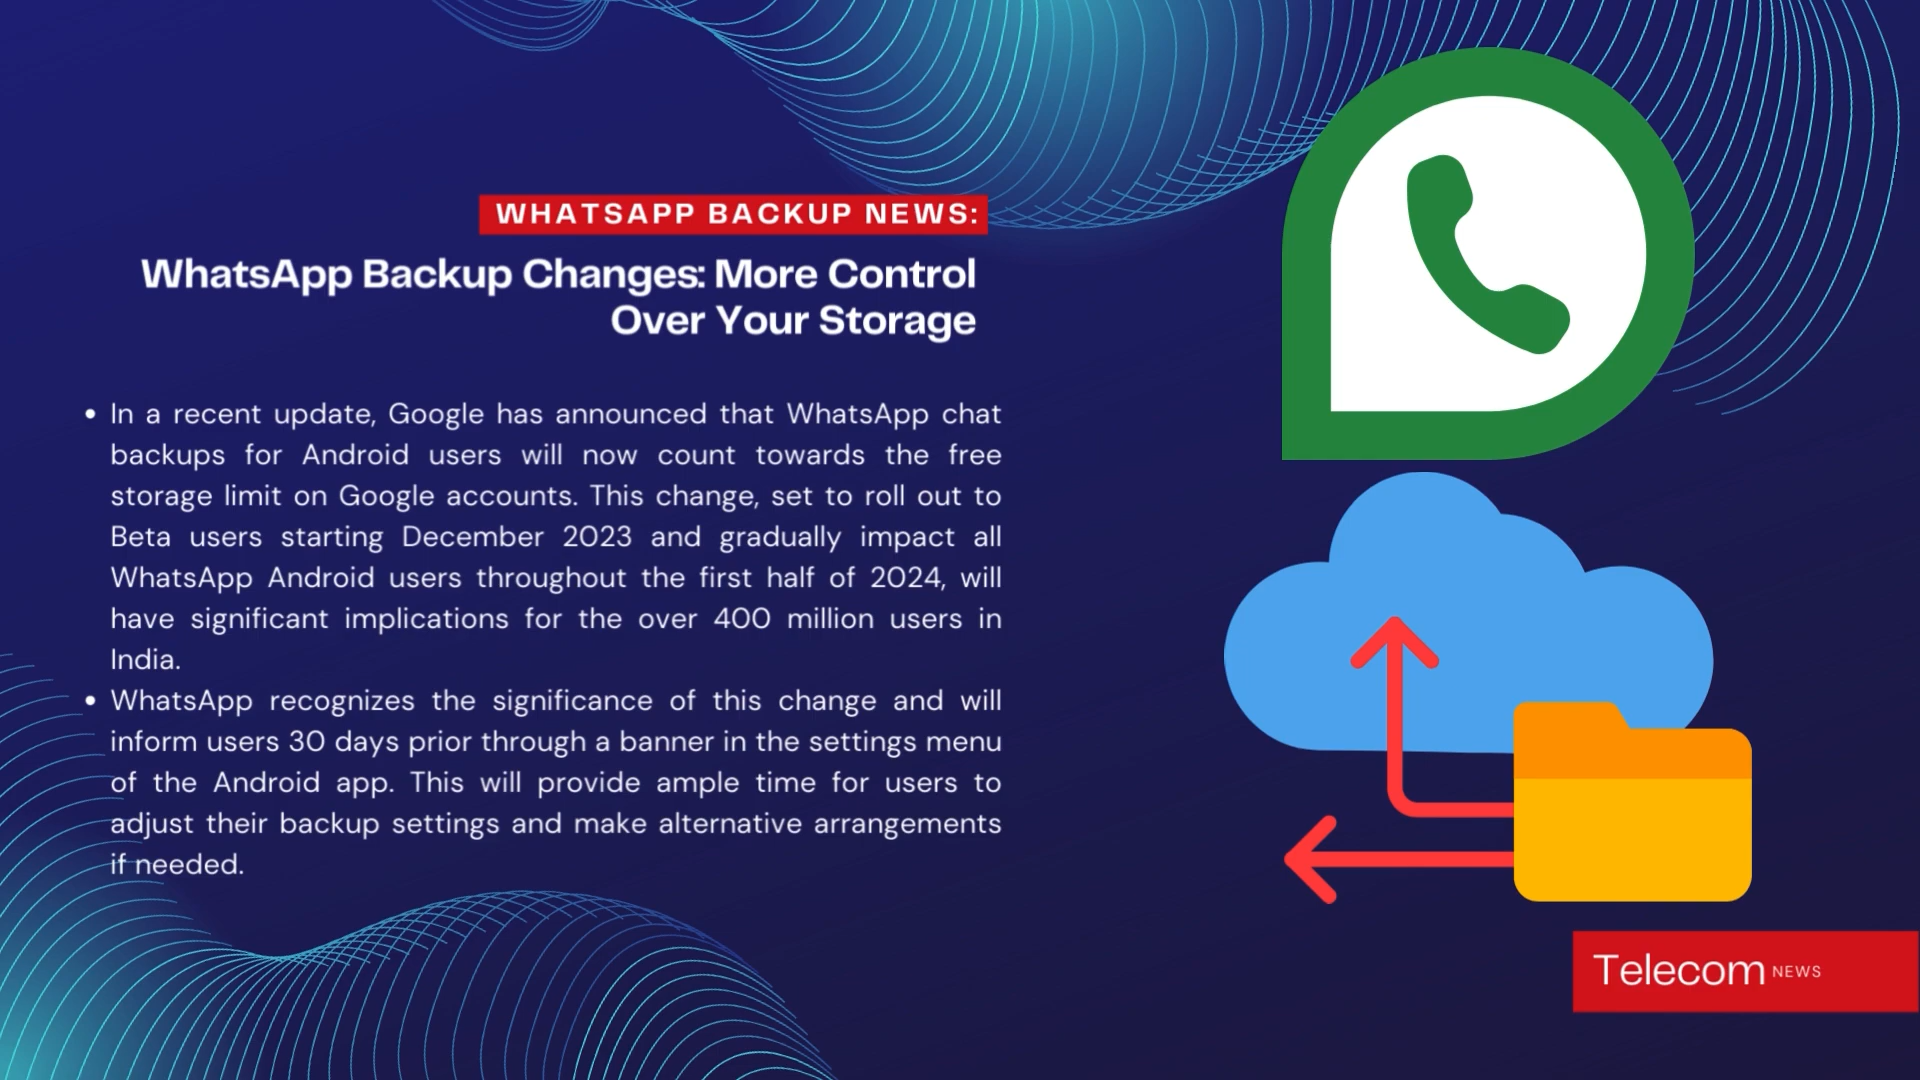 WHATSAPP BACKUP NEWS:
WhatsApp Backup Changes: More Control
Over Your Storage
• In a recent update, Google has announced that WhatsApp chat
backups for Android users will now count towards the free
storage limit on Google accounts. This change, set to roll out to
Beta users starting December 2023 and gradually impact all
WhatsApp Android users throughout the first half of 2024, will
have significant implications for the over 400 million users in
India.
• WhatsApp recognizes the significance of this change and will
inform users 30 days prior through a banner in the settings menu
of the Android app. This will provide ample time for users to
adjust their backup settings and make alternative arrangements
if needed.
Telecom NEWS